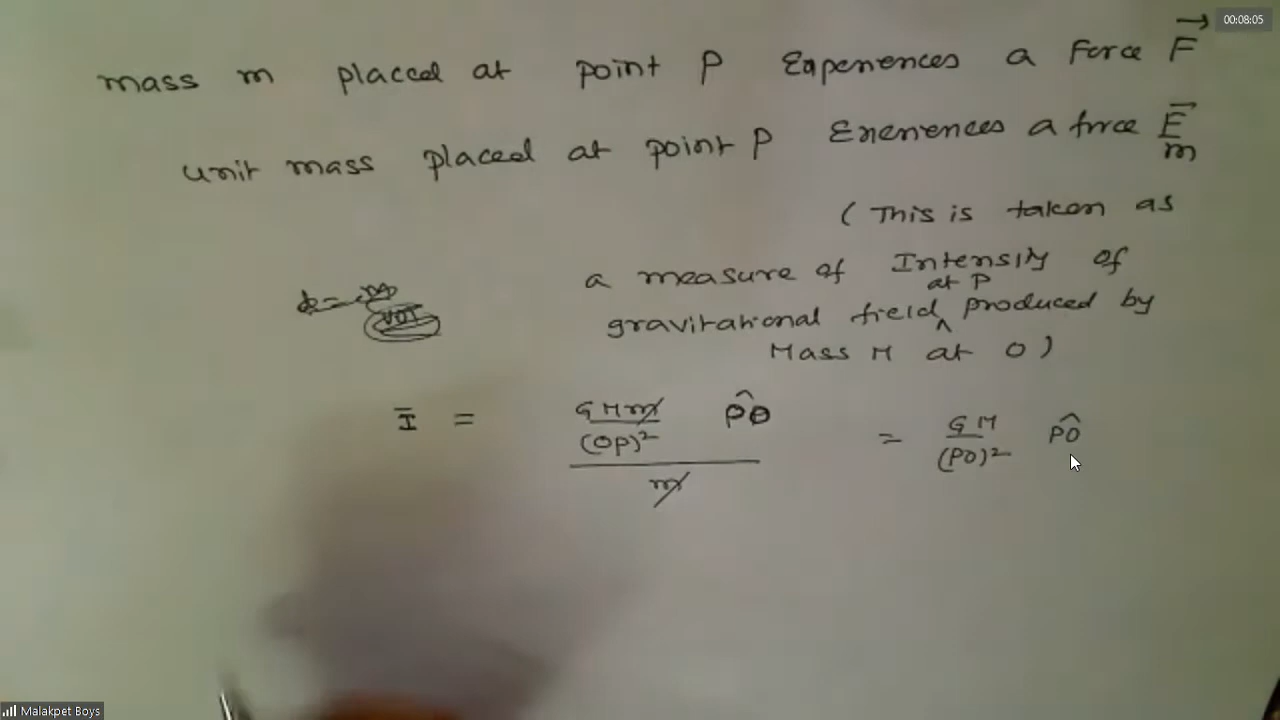 00:08:05
mass m placed at point P Experiences a Force F⃗
unit mass placed at point P Exeriences a force F⃗/m
(This is taken as
a measure of Intensity of
at P
gravitational field ^ produced by
Mass M at O)
VOI
Ī = (GMm/(OP)²) P̂O / m = GM/(PO)² P̂O
Malakpet Boys